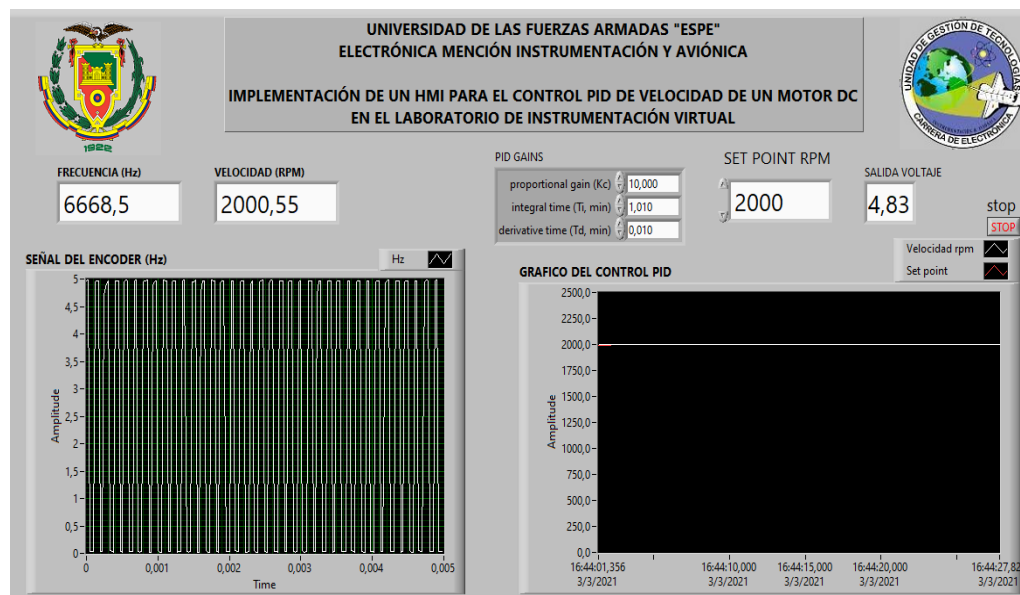 UNIVERSIDAD DE LAS FUERZAS ARMADAS "ESPE"
ELECTRÓNICA MENCIÓN INSTRUMENTACIÓN Y AVIÓNICA
IMPLEMENTACIÓN DE UN HMI PARA EL CONTROL PID DE VELOCIDAD DE UN MOTOR DC
EN EL LABORATORIO DE INSTRUMENTACIÓN VIRTUAL
1922
UNIDAD DE GESTIÓN DE TECNOLOGÍAS
CARRERA DE ELECTRÓNICA
FRECUENCIA (Hz)
6668,5
VELOCIDAD (RPM)
2000,55
PID GAINS
proportional gain (Kc) 10,000
integral time (Ti, min) 1,010
derivative time (Td, min) 0,010
SET POINT RPM
2000
SALIDA VOLTAJE
4,83
stop
STOP
SEÑAL DEL ENCODER (Hz)
Hz
5
4,5
4
3,5
3
2,5
2
1,5
1
0,5
0
Amplitude
0 0,001 0,002 0,003 0,004 0,005
Time
Velocidad rpm
Set point
GRAFICO DEL CONTROL PID
2500,0
2250,0
2000,0
1750,0
1500,0
1250,0
1000,0
750,0
500,0
250,0
0,0
Amplitude
16:44:01,356 16:44:10,000 16:44:15,000 16:44:20,000 16:44:27,82
3/3/2021 3/3/2021 3/3/2021 3/3/2021 3/3/2021